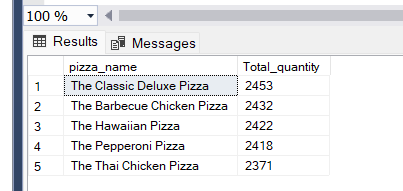 100 %
Results Messages
pizza_name Total_quantity
1 The Classic Deluxe Pizza 2453
2 The Barbecue Chicken Pizza 2432
3 The Hawaiian Pizza 2422
4 The Pepperoni Pizza 2418
5 The Thai Chicken Pizza 2371